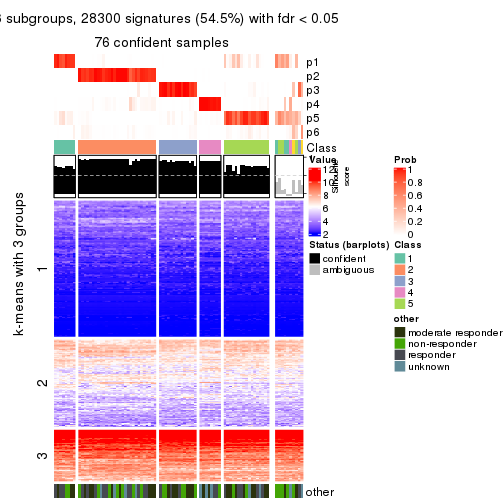 subgroups, 28300 signatures (54.5%) with fdr < 0.05
76 confident samples
p1
p2
p3
p4
p5
p6
Class
k-means with 3 groups
1
2
3
Silhouette
score
Value
12
10
8
6
4
2
Prob
1
0.8
0.6
0.4
0.2
0
Status (barplots)
confident
ambiguous
Class
1
2
3
4
5
other
moderate responder
non-responder
responder
unknown
other